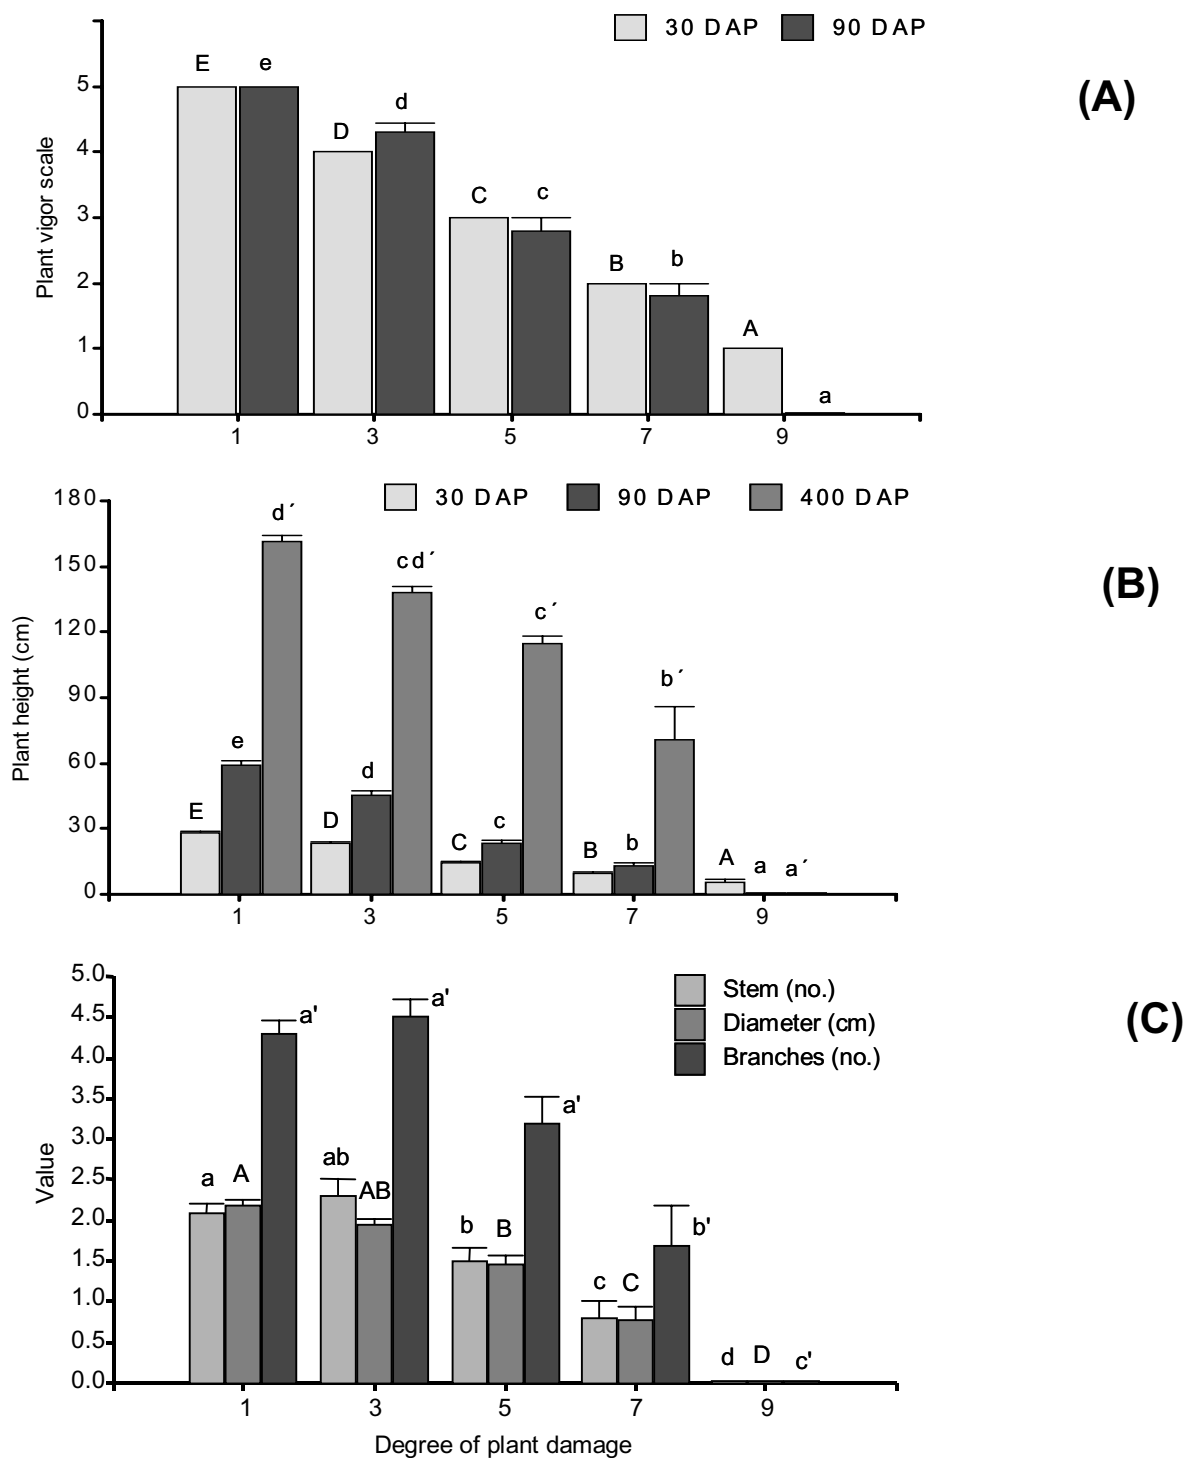 30 DAP 90 DAP
(A)
Plant vigor scale
5
4
3
2
1
0
E e
D d
C c
B b
A a
1 3 5 7 9
30 DAP 90 DAP 400 DAP
(B)
Plant height (cm)
180
150
120
90
60
30
0
E e d´
D d cd´
C c c´
B b b´
A a a´
1 3 5 7 9
Stem (no.)
Diameter (cm)
Branches (no.)
(C)
Value
5.0
4.5
4.0
3.5
3.0
2.5
2.0
1.5
1.0
0.5
0.0
a A a'
ab AB a'
b B a'
c C b'
d D c'
1 3 5 7 9
Degree of plant damage